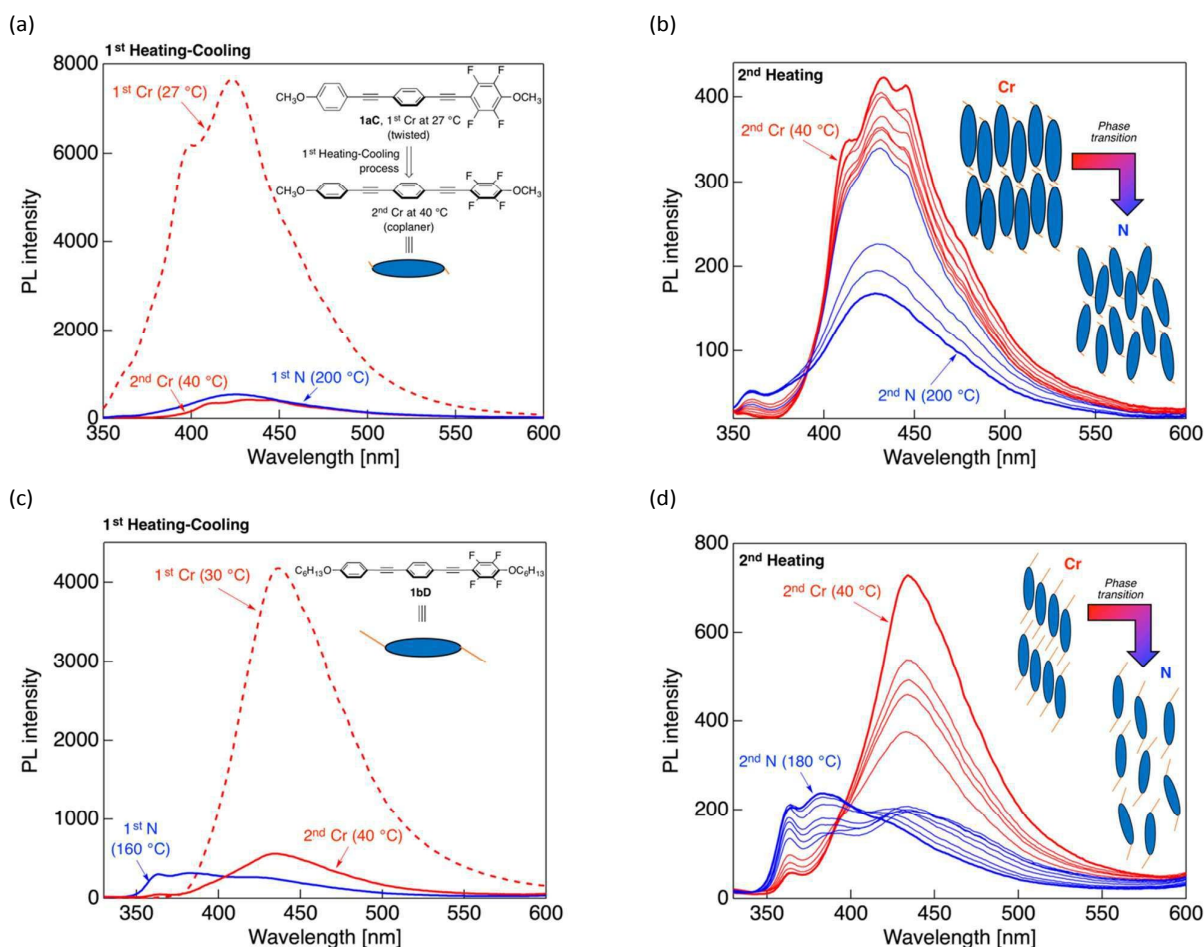 (a)
1st Heating-Cooling
8000
6000
4000
2000
0
PL intensity
350 400 450 500 550 600
Wavelength [nm]
1st Cr (27 °C)
2nd Cr (40 °C)
1st N (200 °C)
F F
CH3O OCH3
F F
1aC, 1st Cr at 27 °C
(twisted)
1st Heating-Cooling
process
F F
CH3O OCH3
F F
2nd Cr at 40 °C
(coplaner)
(b)
2nd Heating
400
300
200
100
PL intensity
350 400 450 500 550 600
Wavelength [nm]
2nd Cr (40 °C)
2nd N (200 °C)
Cr
Phase
transition
N
(c)
1st Heating-Cooling
4000
3000
2000
1000
0
PL intensity
350 400 450 500 550 600
Wavelength [nm]
1st Cr (30 °C)
F F
C6H13O OC6H13
F F
1bD
1st N
(160 °C)
2nd Cr (40 °C)
(d)
2nd Heating
800
600
400
200
0
PL intensity
350 400 450 500 550 600
Wavelength [nm]
2nd Cr (40 °C)
2nd N (180 °C)
Cr
Phase
transition
N